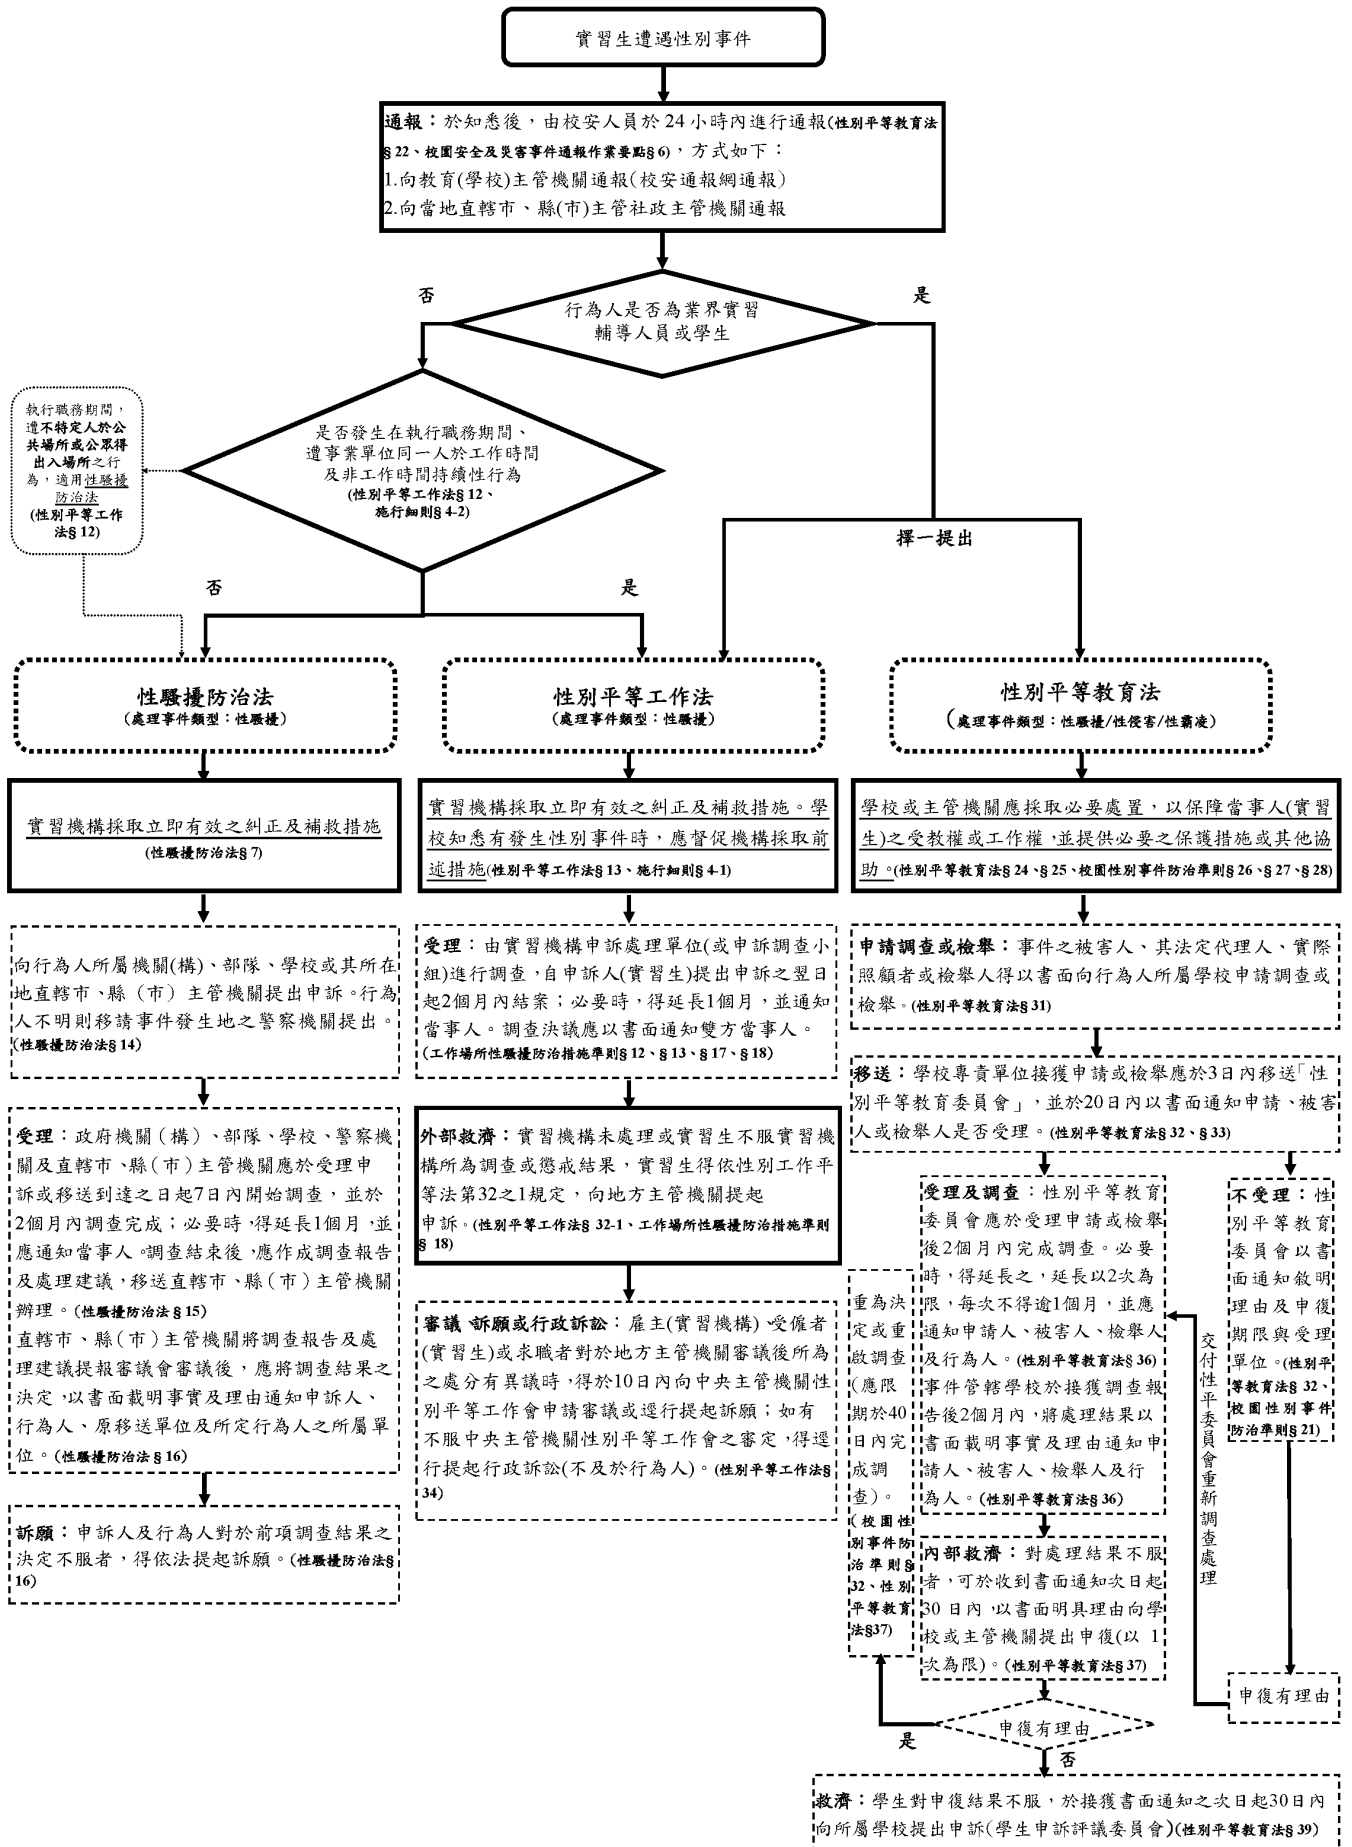 實習生遭遇性別事件
通報：於知悉後，由校安人員於 24 小時內進行通報(性別平等教育法
§ 22、校園安全及災害事件通報作業要點§ 6)，方式如下：
1.向教育(學校)主管機關通報(校安通報網通報)
2.向當地直轄市、縣(市)主管社政主管機關通報
否
是
行為人是否為業界實習
輔導人員或學生
執行職務期間，
遭不特定人於公
共場所或公眾得
出入場所之行
為，適用性騷擾
防治法
(性別平等工作
法§ 12)
是否發生在執行職務期間、
遭事業單位同一人於工作時間
及非工作時間持續性行為
(性別平等工作法§ 12、
施行細則§ 4-2)
擇一提出
否
是
性騷擾防治法
(處理事件類型：性騷擾)
性別平等工作法
(處理事件類型：性騷擾)
性別平等教育法
(處理事件類型：性騷擾/性侵害/性霸凌)
實習機構採取立即有效之糾正及補救措施
(性騷擾防治法§ 7)
實習機構採取立即有效之糾正及補救措施。學
校知悉有發生性別事件時，應督促機構採取前
述措施(性別平等工作法§ 13、施行細則§ 4-1)
學校或主管機關應採取必要處置，以保障當事人(實習
生)之受教權或工作權，並提供必要之保護措施或其他協
助。(性別平等教育法§ 24、§ 25、校園性別事件防治準則§ 26、§ 27、§ 28)
向行為人所屬機關(構)、部隊、學校或其所在
地直轄市、縣（市）主管機關提出申訴。行為
人不明則移請事件發生地之警察機關提出。
(性騷擾防治法§ 14)
受理：由實習機構申訴處理單位(或申訴調查小
組)進行調查，自申訴人(實習生)提出申訴之翌日
起2個月內結案；必要時，得延長1個月，並通知
當事人。調查決議應以書面通知雙方當事人。
(工作場所性騷擾防治措施準則§ 12、§ 13、§ 17、§ 18)
申請調查或檢舉：事件之被害人、其法定代理人、實際
照顧者或檢舉人得以書面向行為人所屬學校申請調查或
檢舉。(性別平等教育法§ 31)
移送：學校專責單位接獲申請或檢舉應於3日內移送「性
別平等教育委員會」，並於20日內以書面通知申請、被害
人或檢舉人是否受理。(性別平等教育法§ 32、§ 33)
受理：政府機關（構）、部隊、學校、警察機
關及直轄市、縣（市）主管機關應於受理申
訴或移送到達之日起7日內開始調查，並於
2個月內調查完成；必要時，得延長1個月，並
應通知當事人。調查結束後，應作成調查報告
及處理建議，移送直轄市、縣（市）主管機關
辦理。(性騷擾防治法§ 15)
直轄市、縣（市）主管機關將調查報告及處
理建議提報審議會審議後，應將調查結果之
決定，以書面載明事實及理由通知申訴人、
行為人、原移送單位及所定行為人之所屬單
位。(性騷擾防治法§ 16)
訴願：申訴人及行為人對於前項調查結果之
決定不服者，得依法提起訴願。(性騷擾防治法§
16)
外部救濟：實習機構未處理或實習生不服實習機
構所為調查或懲戒結果，實習生得依性別工作平
等法第32之1規定，向地方主管機關提起
申訴。(性別平等工作法§ 32-1、工作場所性騷擾防治措施準則
§ 18)
審議、訴願或行政訴訟：雇主(實習機構)、受僱者
(實習生)或求職者對於地方主管機關審議後所為
之處分有異議時，得於10日內向中央主管機關性
別平等工作會申請審議或逕行提起訴願；如有
不服中央主管機關性別平等工作會之審定，得逕
行提起行政訴訟(不及於行為人)。(性別平等工作法§
34)
重為決
定或重
啟調查
(應限
期於40
日內完
成調
查)。
(校園性
別事件防
治準則§
32、性別
平等教育
法§37)
受理及調查：性別平等教育
委員會應於受理申請或檢舉
後2個月內完成調查。必要
時，得延長之，延長以2次為
限，每次不得逾1個月，並應
通知申請人、被害人、檢舉人
及行為人。(性別平等教育法§ 36)
事件管轄學校於接獲調查報
告後2個月內，將處理結果以
書面載明事實及理由通知申
請人、被害人、檢舉人及行
為人。(性別平等教育法§ 36)
內部救濟：對處理結果不服
者，可於收到書面通知次日起
30 日內，以書面明具理由向學
校或主管機關提出申復(以 1
次為限)。(性別平等教育法§ 37)
交付性平委員會重新調查處理
不受理：性
別平等教育
委員會以書
面通知敘明
理由及申復
期限與受理
單位。(性別平
等教育法§ 32、
校園性別事件
防治準則§ 21)
申復有理由
申復有理由
是
否
救濟：學生對申復結果不服，於接獲書面通知之次日起30日內
向所屬學校提出申訴(學生申訴評議委員會)(性別平等教育法§ 39)